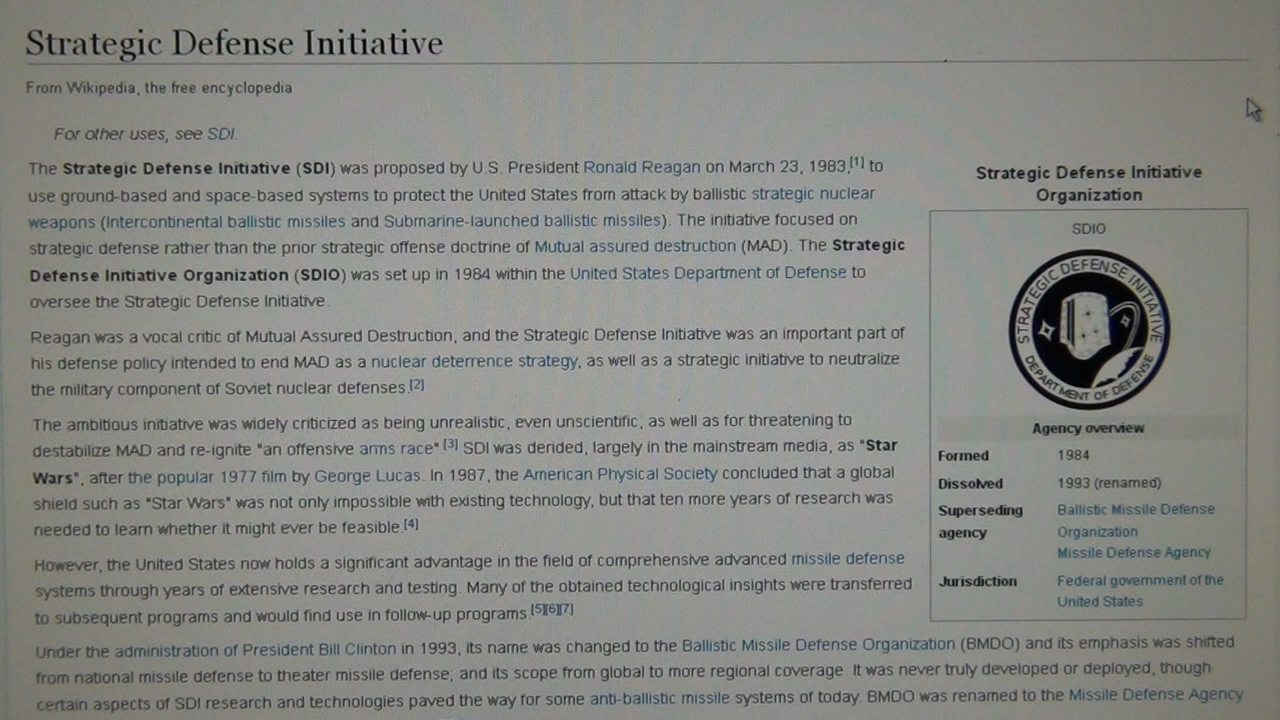 Strategic Defense Initiative
From Wikipedia, the free encyclopedia
For other uses, see SDI.
The Strategic Defense Initiative (SDI) was proposed by U.S. President Ronald Reagan on March 23, 1983,[1] to
use ground-based and space-based systems to protect the United States from attack by ballistic strategic nuclear
weapons (Intercontinental ballistic missiles and Submarine-launched ballistic missiles). The initiative focused on
strategic defense rather than the prior strategic offense doctrine of Mutual assured destruction (MAD). The Strategic
Defense Initiative Organization (SDIO) was set up in 1984 within the United States Department of Defense to
oversee the Strategic Defense Initiative.
Reagan was a vocal critic of Mutual Assured Destruction, and the Strategic Defense Initiative was an important part of
his defense policy intended to end MAD as a nuclear deterrence strategy, as well as a strategic initiative to neutralize
the military component of Soviet nuclear defenses.[2]
The ambitious initiative was widely criticized as being unrealistic, even unscientific, as well as for threatening to
destabilize MAD and re-ignite "an offensive arms race".[3] SDI was derided, largely in the mainstream media, as "Star
Wars", after the popular 1977 film by George Lucas. In 1987, the American Physical Society concluded that a global
shield such as "Star Wars" was not only impossible with existing technology, but that ten more years of research was
needed to learn whether it might ever be feasible.[4]
However, the United States now holds a significant advantage in the field of comprehensive advanced missile defense
systems through years of extensive research and testing. Many of the obtained technological insights were transferred
to subsequent programs and would find use in follow-up programs.[5][6][7]
Under the administration of President Bill Clinton in 1993, its name was changed to the Ballistic Missile Defense Organization (BMDO) and its emphasis was shifted
from national missile defense to theater missile defense; and its scope from global to more regional coverage. It was never truly developed or deployed, though
certain aspects of SDI research and technologies paved the way for some anti-ballistic missile systems of today. BMDO was renamed to the Missile Defense Agency
Strategic Defense Initiative
Organization
SDIO
STRATEGIC DEFENSE INITIATIVE
DEPARTMENT OF DEFENSE
Agency overview
Formed 1984
Dissolved 1993 (renamed)
Superseding Ballistic Missile Defense
agency Organization
Missile Defense Agency
Jurisdiction Federal government of the
United States